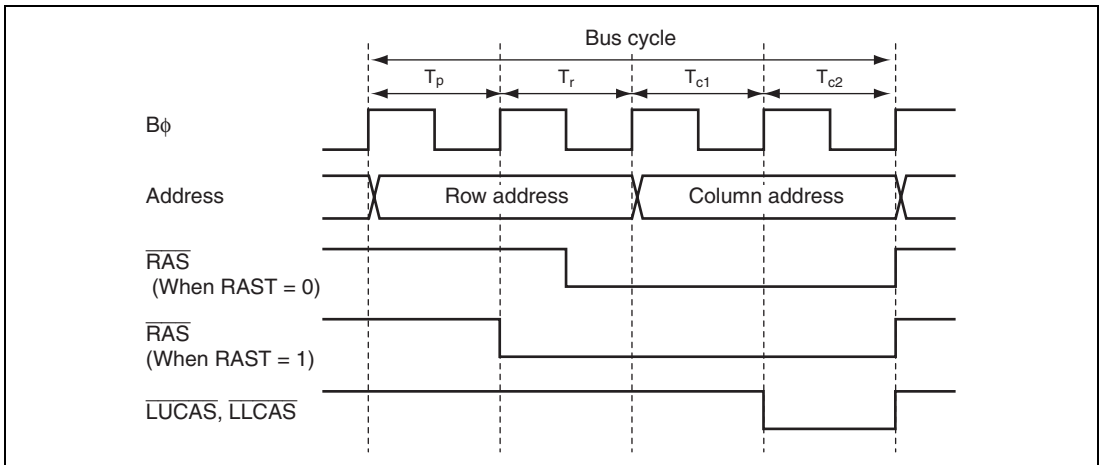 Bus cycle
Tp Tr Tc1 Tc2
Bϕ
Address Row address Column address
RAS
(When RAST = 0)
RAS
(When RAST = 1)
LUCAS, LLCAS